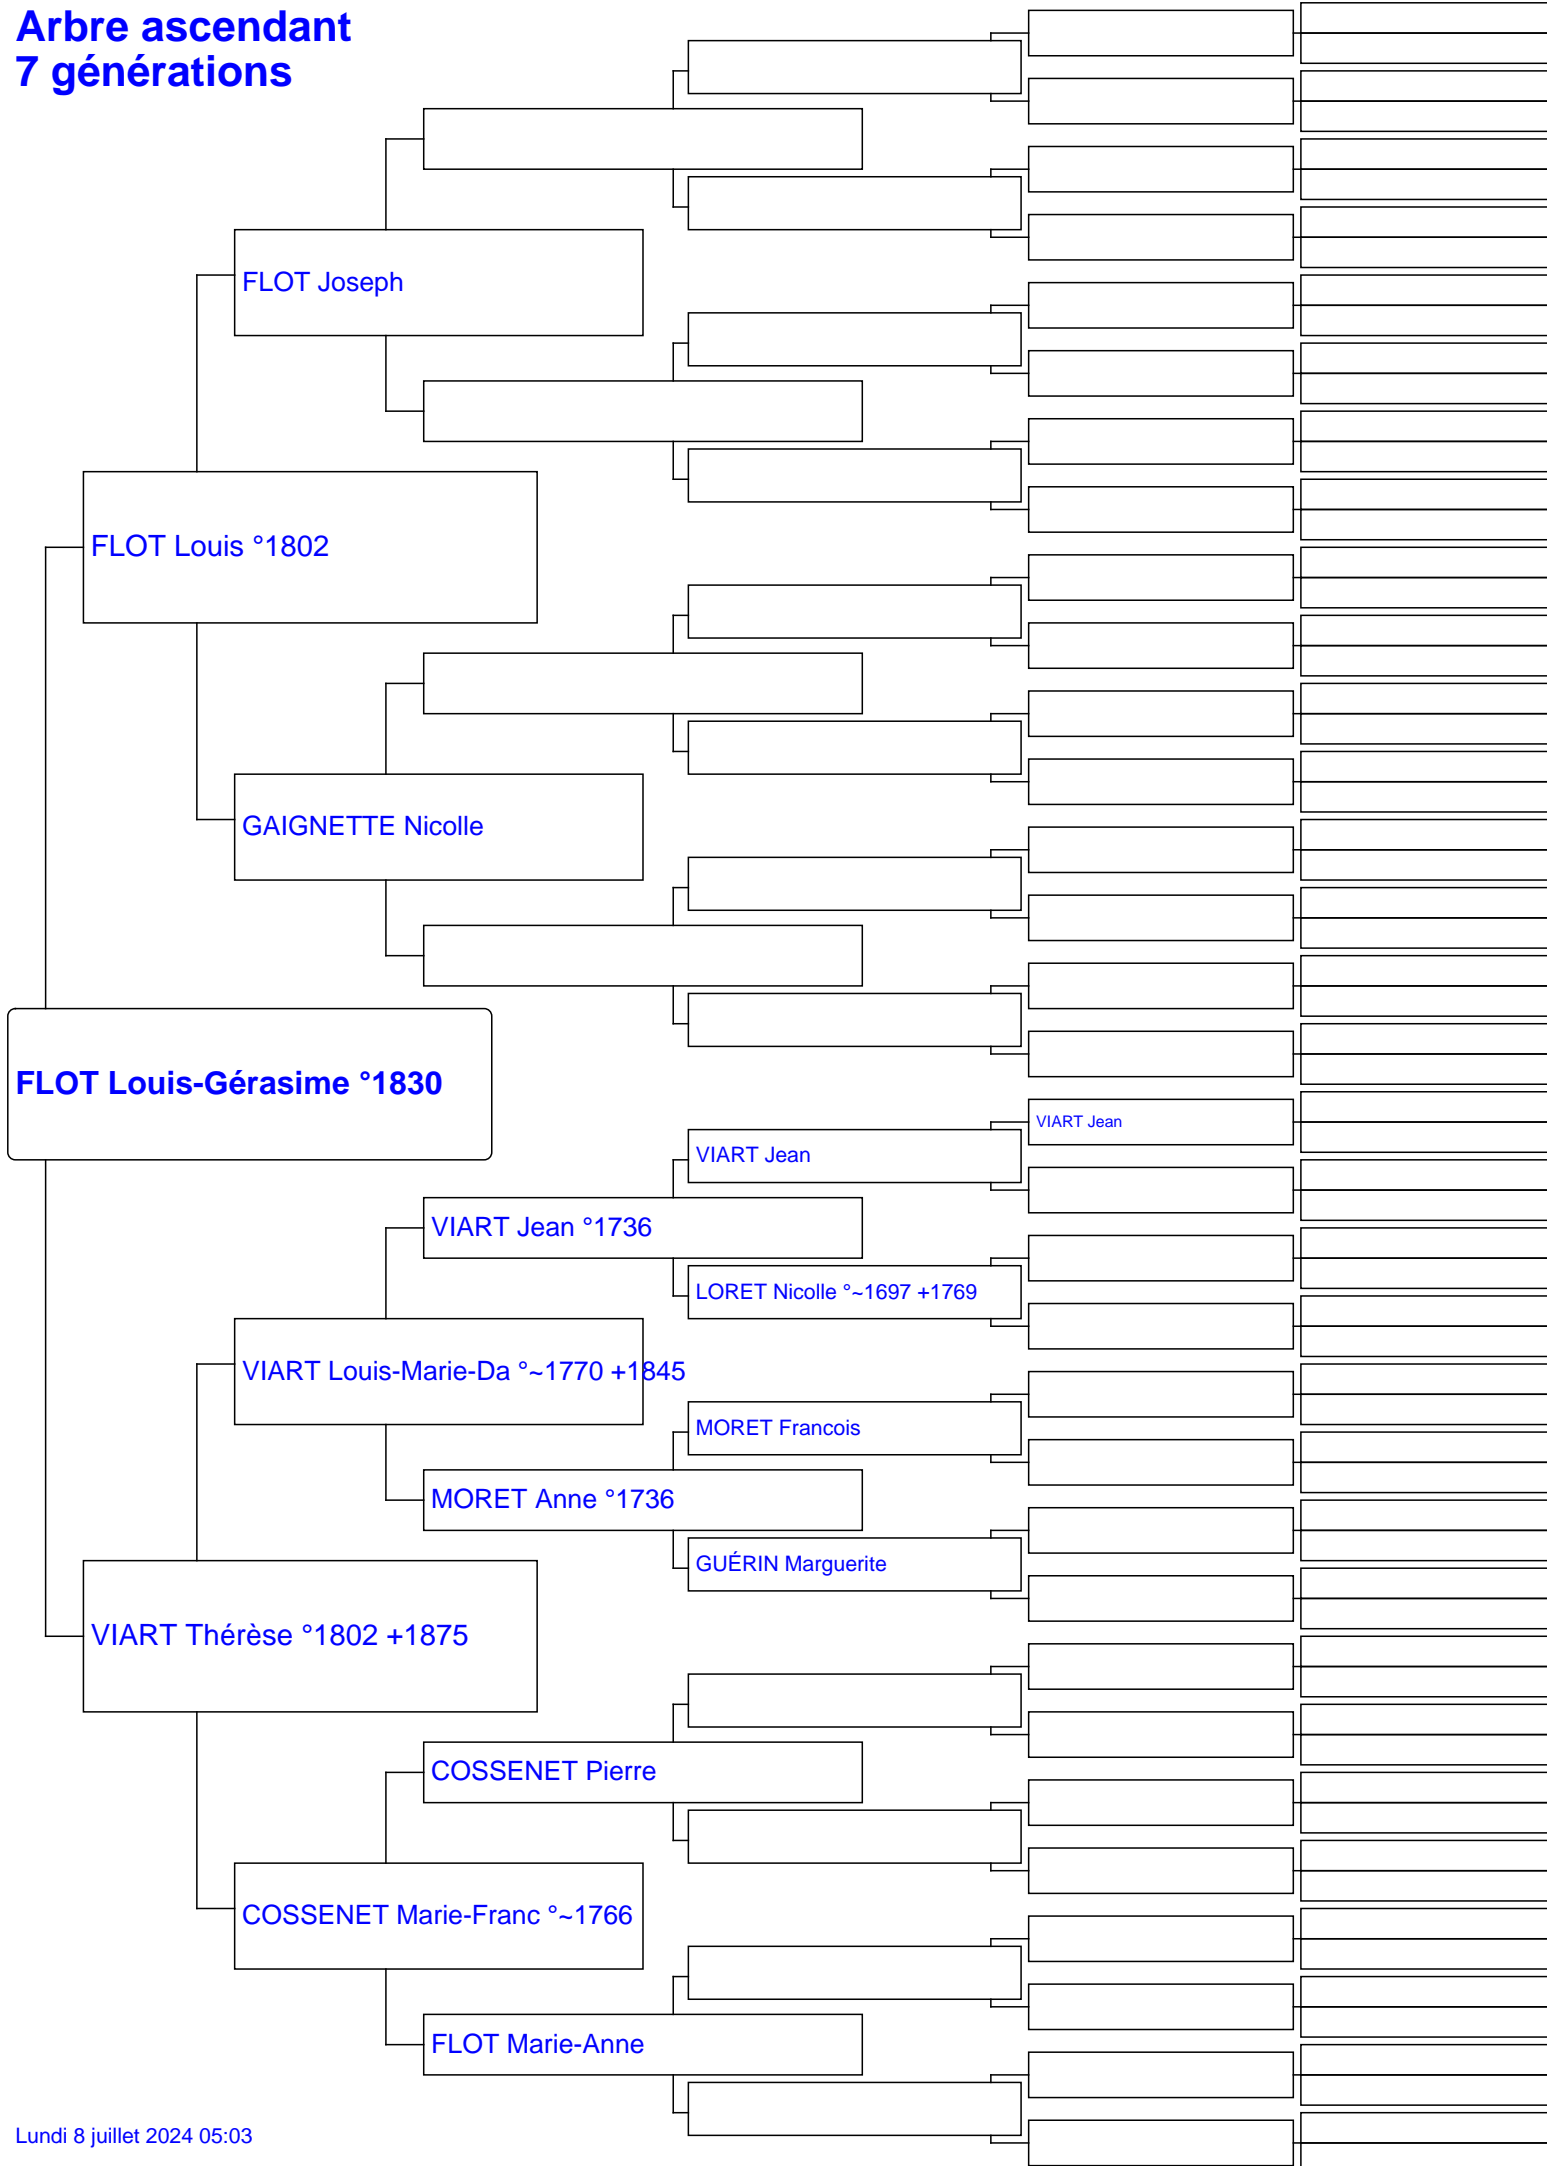 Arbre ascendant
7 générations
FLOT Joseph
FLOT Louis °1802
GAIGNETTE Nicolle
FLOT Louis-Gérasime °1830
VIART Jean
VIART Jean
VIART Jean °1736
LORET Nicolle °~1697 +1769
VIART Louis-Marie-Da °~1770 +1845
MORET Francois
MORET Anne °1736
GUÉRIN Marguerite
VIART Thérèse °1802 +1875
COSSENET Pierre
COSSENET Marie-Franc °~1766
FLOT Marie-Anne
Lundi 8 juillet 2024 05:03